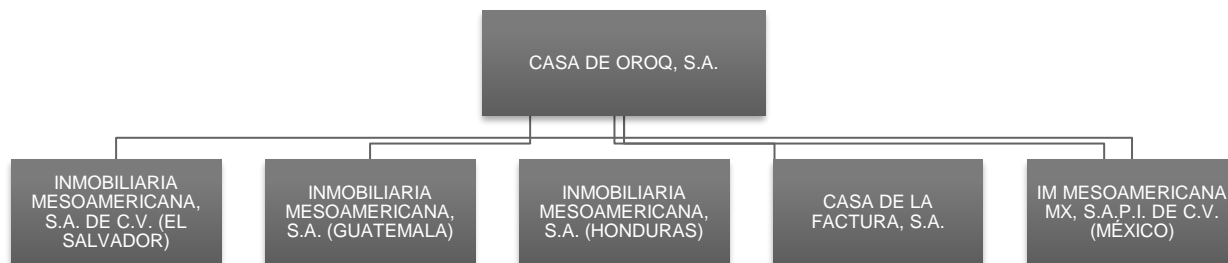 CASA DE OROQ, S.A.
INMOBILIARIA
MESOAMERICANA,
S.A. DE C.V. (EL
SALVADOR)
INMOBILIARIA
MESOAMERICANA,
S.A. (GUATEMALA)
INMOBILIARIA
MESOAMERICANA,
S.A. (HONDURAS)
CASA DE LA
FACTURA, S.A.
IM MESOAMERICANA
MX, S.A.P.I. DE C.V.
(MÉXICO)